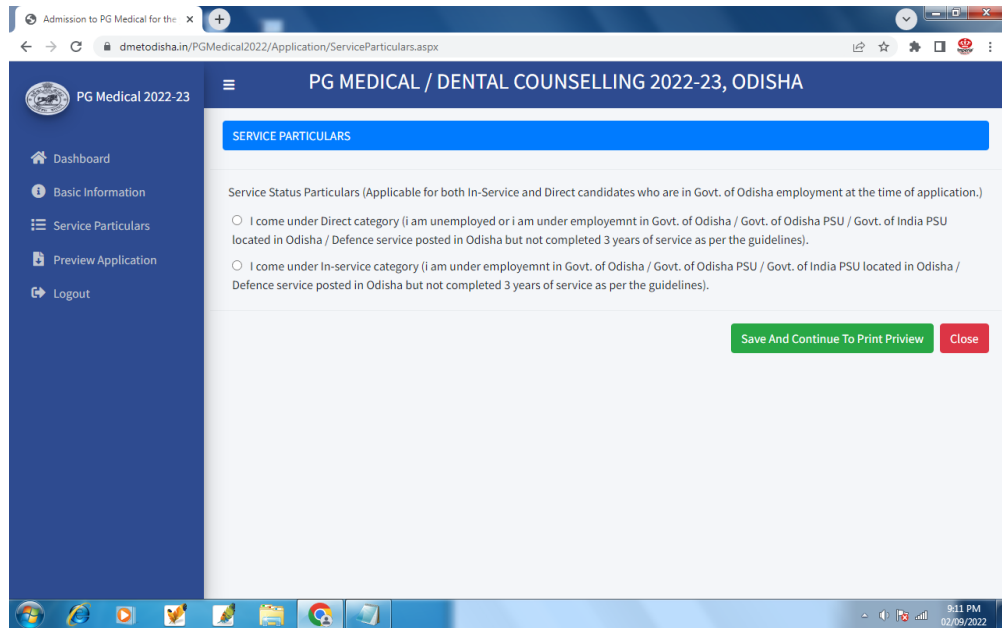 Admission to PG Medical for the
dmetodisha.in/PGMedical2022/Application/ServiceParticulars.aspx
PG Medical 2022-23
PG MEDICAL / DENTAL COUNSELLING 2022-23, ODISHA
SERVICE PARTICULARS
Dashboard
Basic Information
Service Particulars
Preview Application
Logout
Service Status Particulars (Applicable for both In-Service and Direct candidates who are in Govt. of Odisha employment at the time of application.)
I come under Direct category (i am unemployed or i am under employemnt in Govt. of Odisha / Govt. of Odisha PSU / Govt. of India PSU
located in Odisha / Defence service posted in Odisha but not completed 3 years of service as per the guidelines).
I come under In-service category (i am under employemnt in Govt. of Odisha / Govt. of Odisha PSU / Govt. of India PSU located in Odisha /
Defence service posted in Odisha but not completed 3 years of service as per the guidelines).
Save And Continue To Print Priview
Close
9:11 PM
02/09/2022